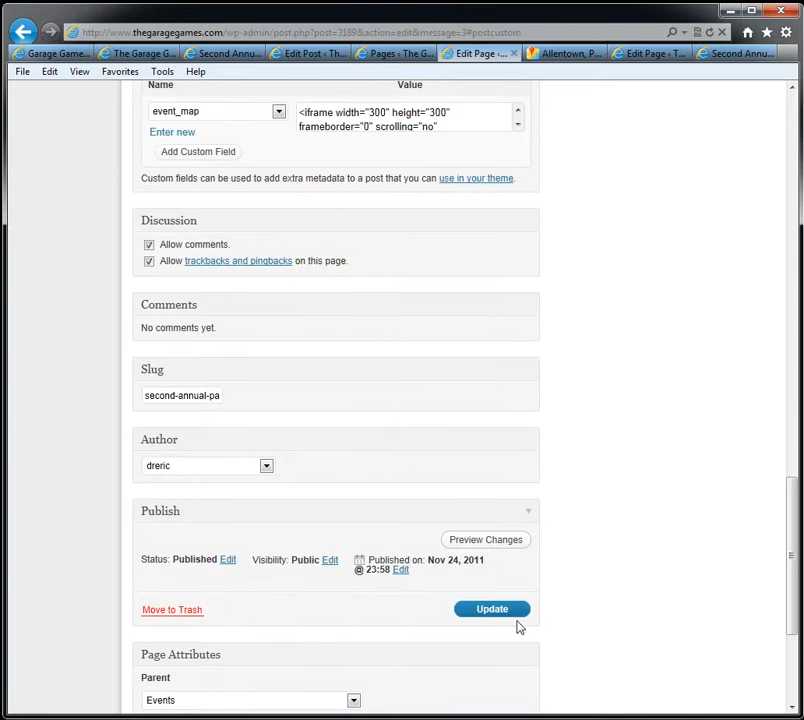 http://www.thegaragegames.com/wp-admin/post.php?post=3189&action=edit&message=3#postcustom
Garage Game... The Garage G... Second Annu... Edit Post ‹ Th... Pages ‹ The G... Edit Page ‹... Allentown, P... Edit Page ‹ T... Second Annu...
File Edit View Favorites Tools Help
Name Value
event_map <iframe width="300" height="300"
frameborder="0" scrolling="no"
Enter new
Add Custom Field
Custom fields can be used to add extra metadata to a post that you can use in your theme.
Discussion
Allow comments.
Allow trackbacks and pingbacks on this page.
Comments
No comments yet.
Slug
second-annual-pa
Author
dreric
Publish
Preview Changes
Status: Published Edit Visibility: Public Edit Published on: Nov 24, 2011
@ 23:58 Edit
Move to Trash Update
Page Attributes
Parent
Events